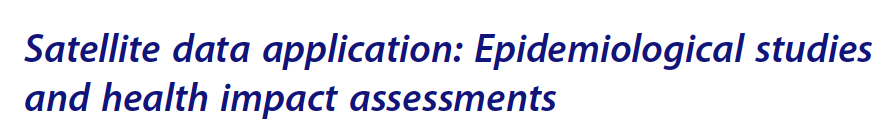 Satellite data application: Epidemiological studies
and health impact assessments